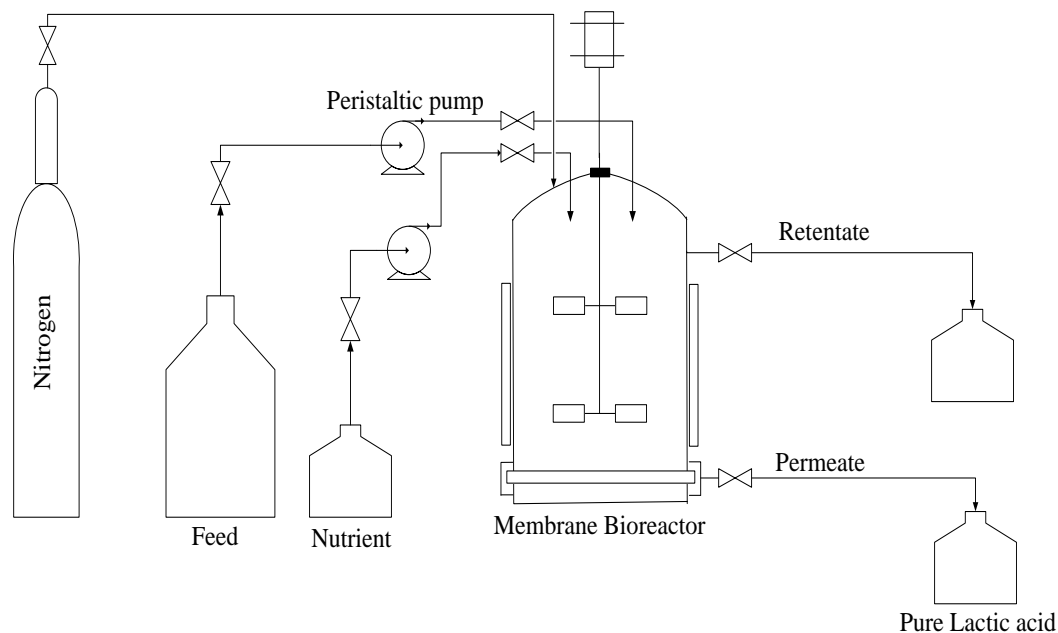 Peristaltic pump
Nitrogen
Retentate
Permeate
Feed
Nutrient
Membrane Bioreactor
Pure Lactic acid